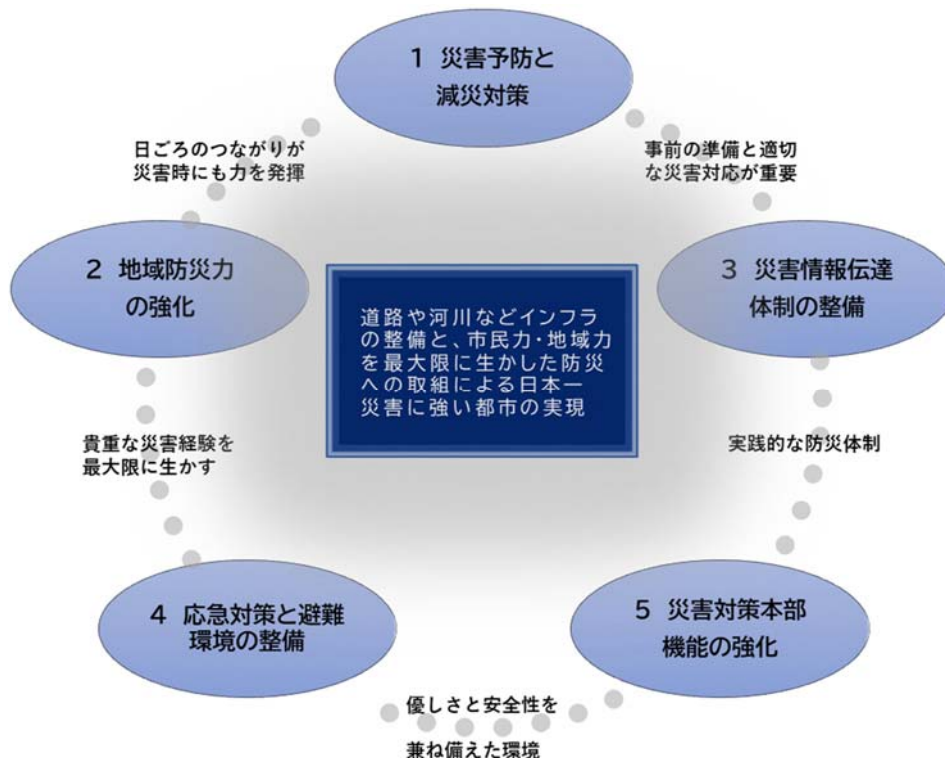 1 災害予防と
減災対策
日ごろのつながりが
災害時にも力を発揮
事前の準備と適切
な災害対応が重要
2 地域防災力
の強化
3 災害情報伝達
体制の整備
道路や河川などインフラ
の整備と、市民力・地域力
を最大限に生かした防災
への取組による日本一
災害に強い都市の実現
貴重な災害経験を
最大限に生かす
実践的な防災体制
4 応急対策と避難
環境の整備
5 災害対策本部
機能の強化
優しさと安全性を
兼ね備えた環境